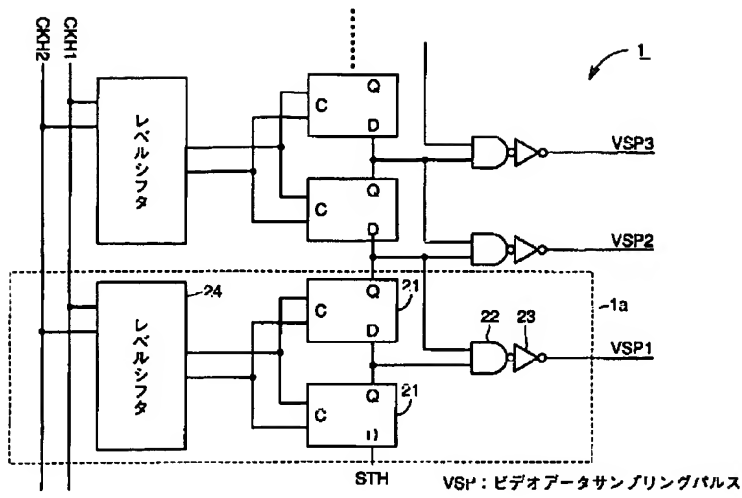 CKH2
CKH1
1
レベルシフタ
C
Q
D
C
Q
D
VSP3
VSP2
レベルシフタ
24
C
Q
D
21
C
Q
D
21
22
23
1a
VSP1
STH
VSP：ビデオデータサンプリングパルス